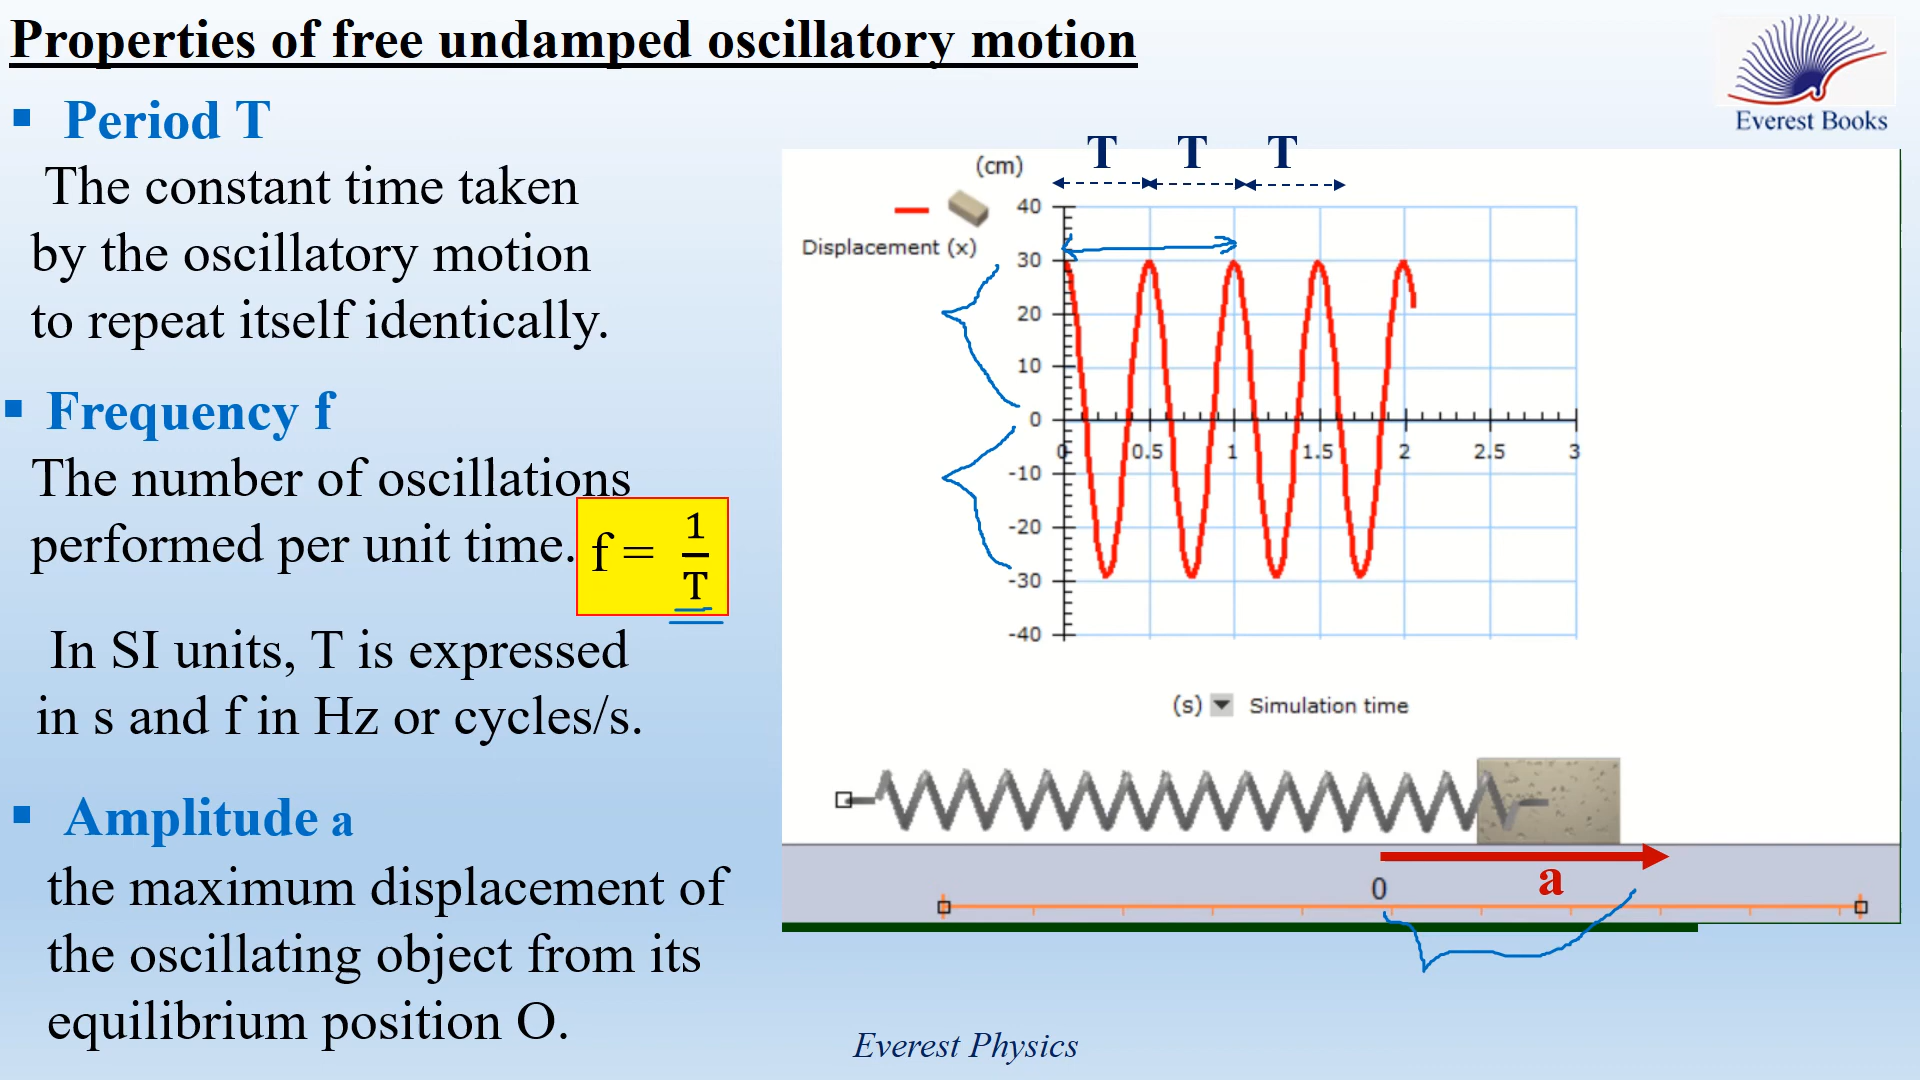 Properties of free undamped oscillatory motion
Everest Books
▪ Period T
The constant time taken
by the oscillatory motion
to repeat itself identically.
▪ Frequency f
The number of oscillations
performed per unit time.
f = 1/T
In SI units, T is expressed
in s and f in Hz or cycles/s.
▪ Amplitude a
the maximum displacement of
the oscillating object from its
equilibrium position O.
T T T
(cm)
Displacement (x)
40
30
20
10
0
-10
-20
-30
-40
0 0.5 1 1.5 2 2.5 3
(s) Simulation time
0
a
Everest Physics